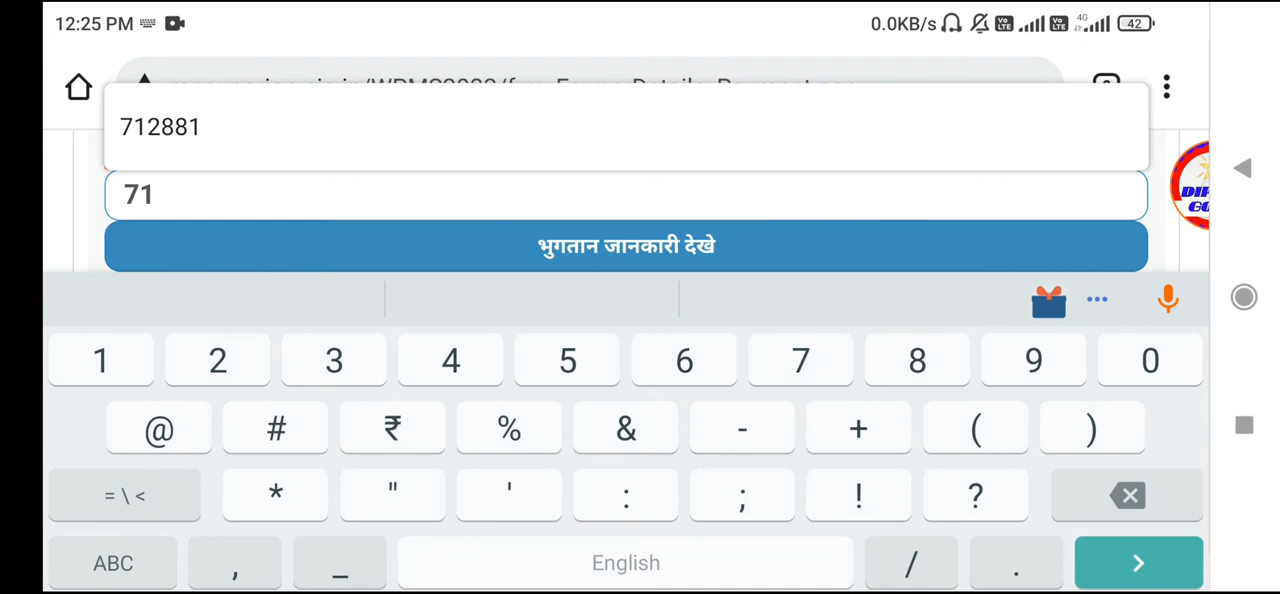 12:25 PM
0.0KB/s
4G
42
712881
71
भुगतान जानकारी देखे
1 2 3 4 5 6 7 8 9 0
@ # ₹ % & - + ( )
= \ < * " ' : ; ! ?
ABC , _ English / .